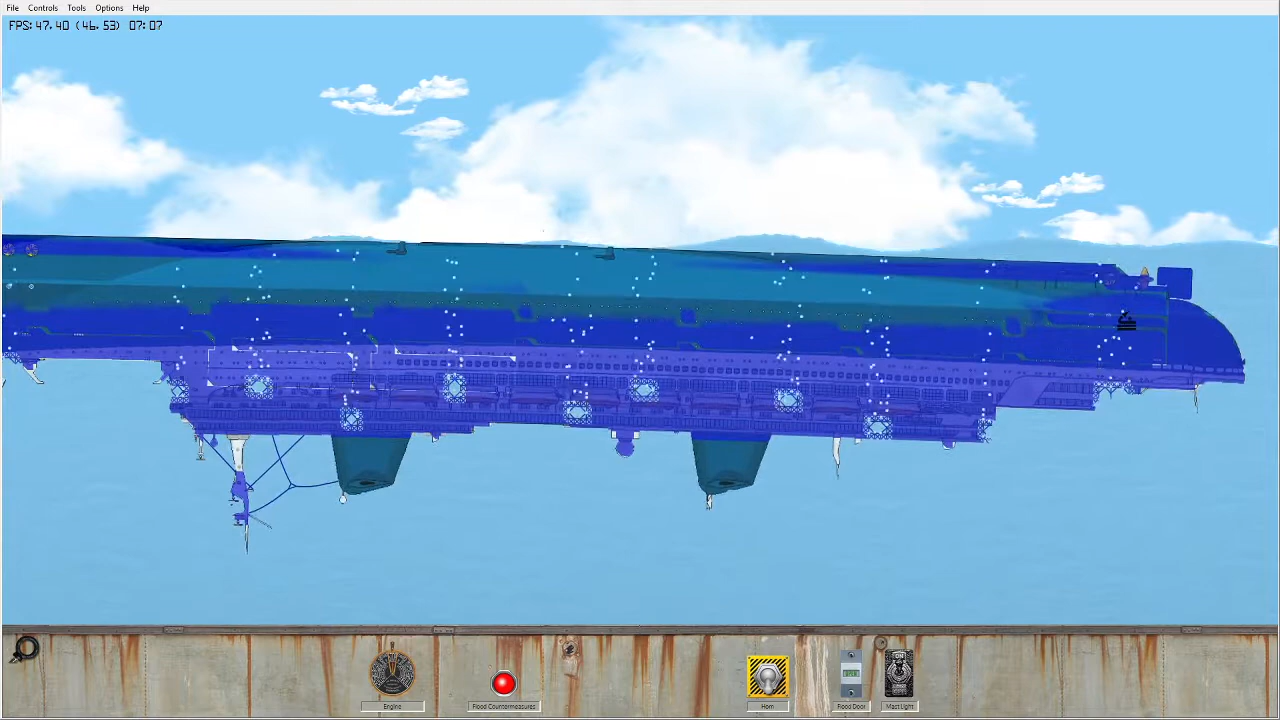 File Controls Tools Options Help
FPS: 47.40 (46.53) 07:07
Engine
Flood Countermeasures
Horn
Flood Door
Mast Light
ON